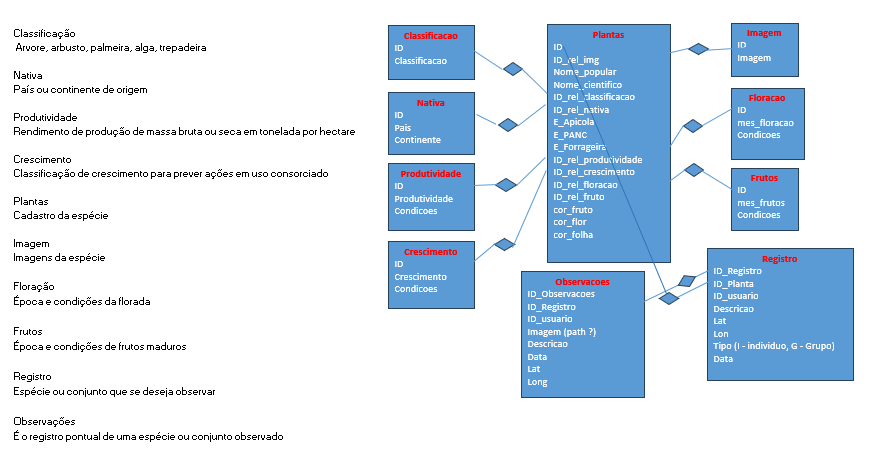 Classificação
Arvore, arbusto, palmeira, alga, trepadeira
Nativa
País ou continente de origem
Produtividade
Rendimento de produção de massa bruta ou seca em tonelada por hectare
Crescimento
Classificação de crescimento para prever ações em uso consorciado
Plantas
Cadastro da espécie
Imagem
Imagens da espécie
Floração
Época e condições da florada
Frutos
Época e condições de frutos maduros
Registro
Espécie ou conjunto que se deseja observar
Observações
É o registro pontual de uma espécie ou conjunto observado
Classificacao
ID
Classificacao
Nativa
ID
Pais
Continente
Produtividade
ID
Produtividade
Condicoes
Crescimento
ID
Crescimento
Condicoes
Plantas
ID
ID_rel_img
Nome_popular
Nome_cientifico
ID_rel_classificacao
ID_rel_nativa
E_Apicola
E_PANC
E_Forrageira
ID_rel_produtividade
ID_rel_crescimento
ID_rel_floracao
ID_rel_fruto
cor_fruto
cor_flor
cor_folha
Imagem
ID
Imagem
Floracao
ID
mes_floracao
Condicoes
Frutos
ID
mes_frutos
Condicoes
Observacoes
ID_Observacoes
ID_Registro
ID_usuario
Imagem (path ?)
Descricao
Data
Lat
Long
Registro
ID_Registro
ID_Planta
ID_usuario
Descricao
Lat
Lon
Tipo (I - individuo, G - Grupo)
Data